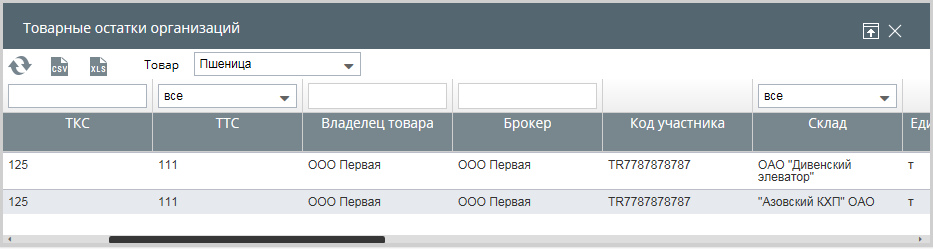 Товарные остатки организаций
CSV XLS Товар Пшеница
все все
ТКС ТТС Владелец товара Брокер Код участника Склад Еди
125 111 ООО Первая ООО Первая TR7787878787 ОАО "Дивенский
элеватор" т
125 111 ООО Первая ООО Первая TR7787878787 "Азовский КХП" ОАО т